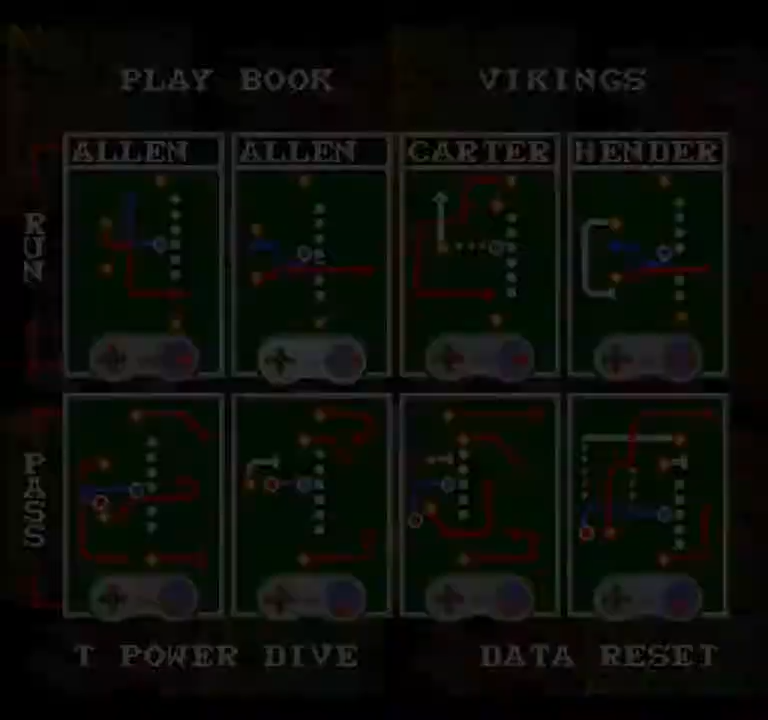 PLAY BOOK VIKINGS
ALLEN ALLEN CARTER HENDER
RUN
PASS
T POWER DIVE DATA RESET